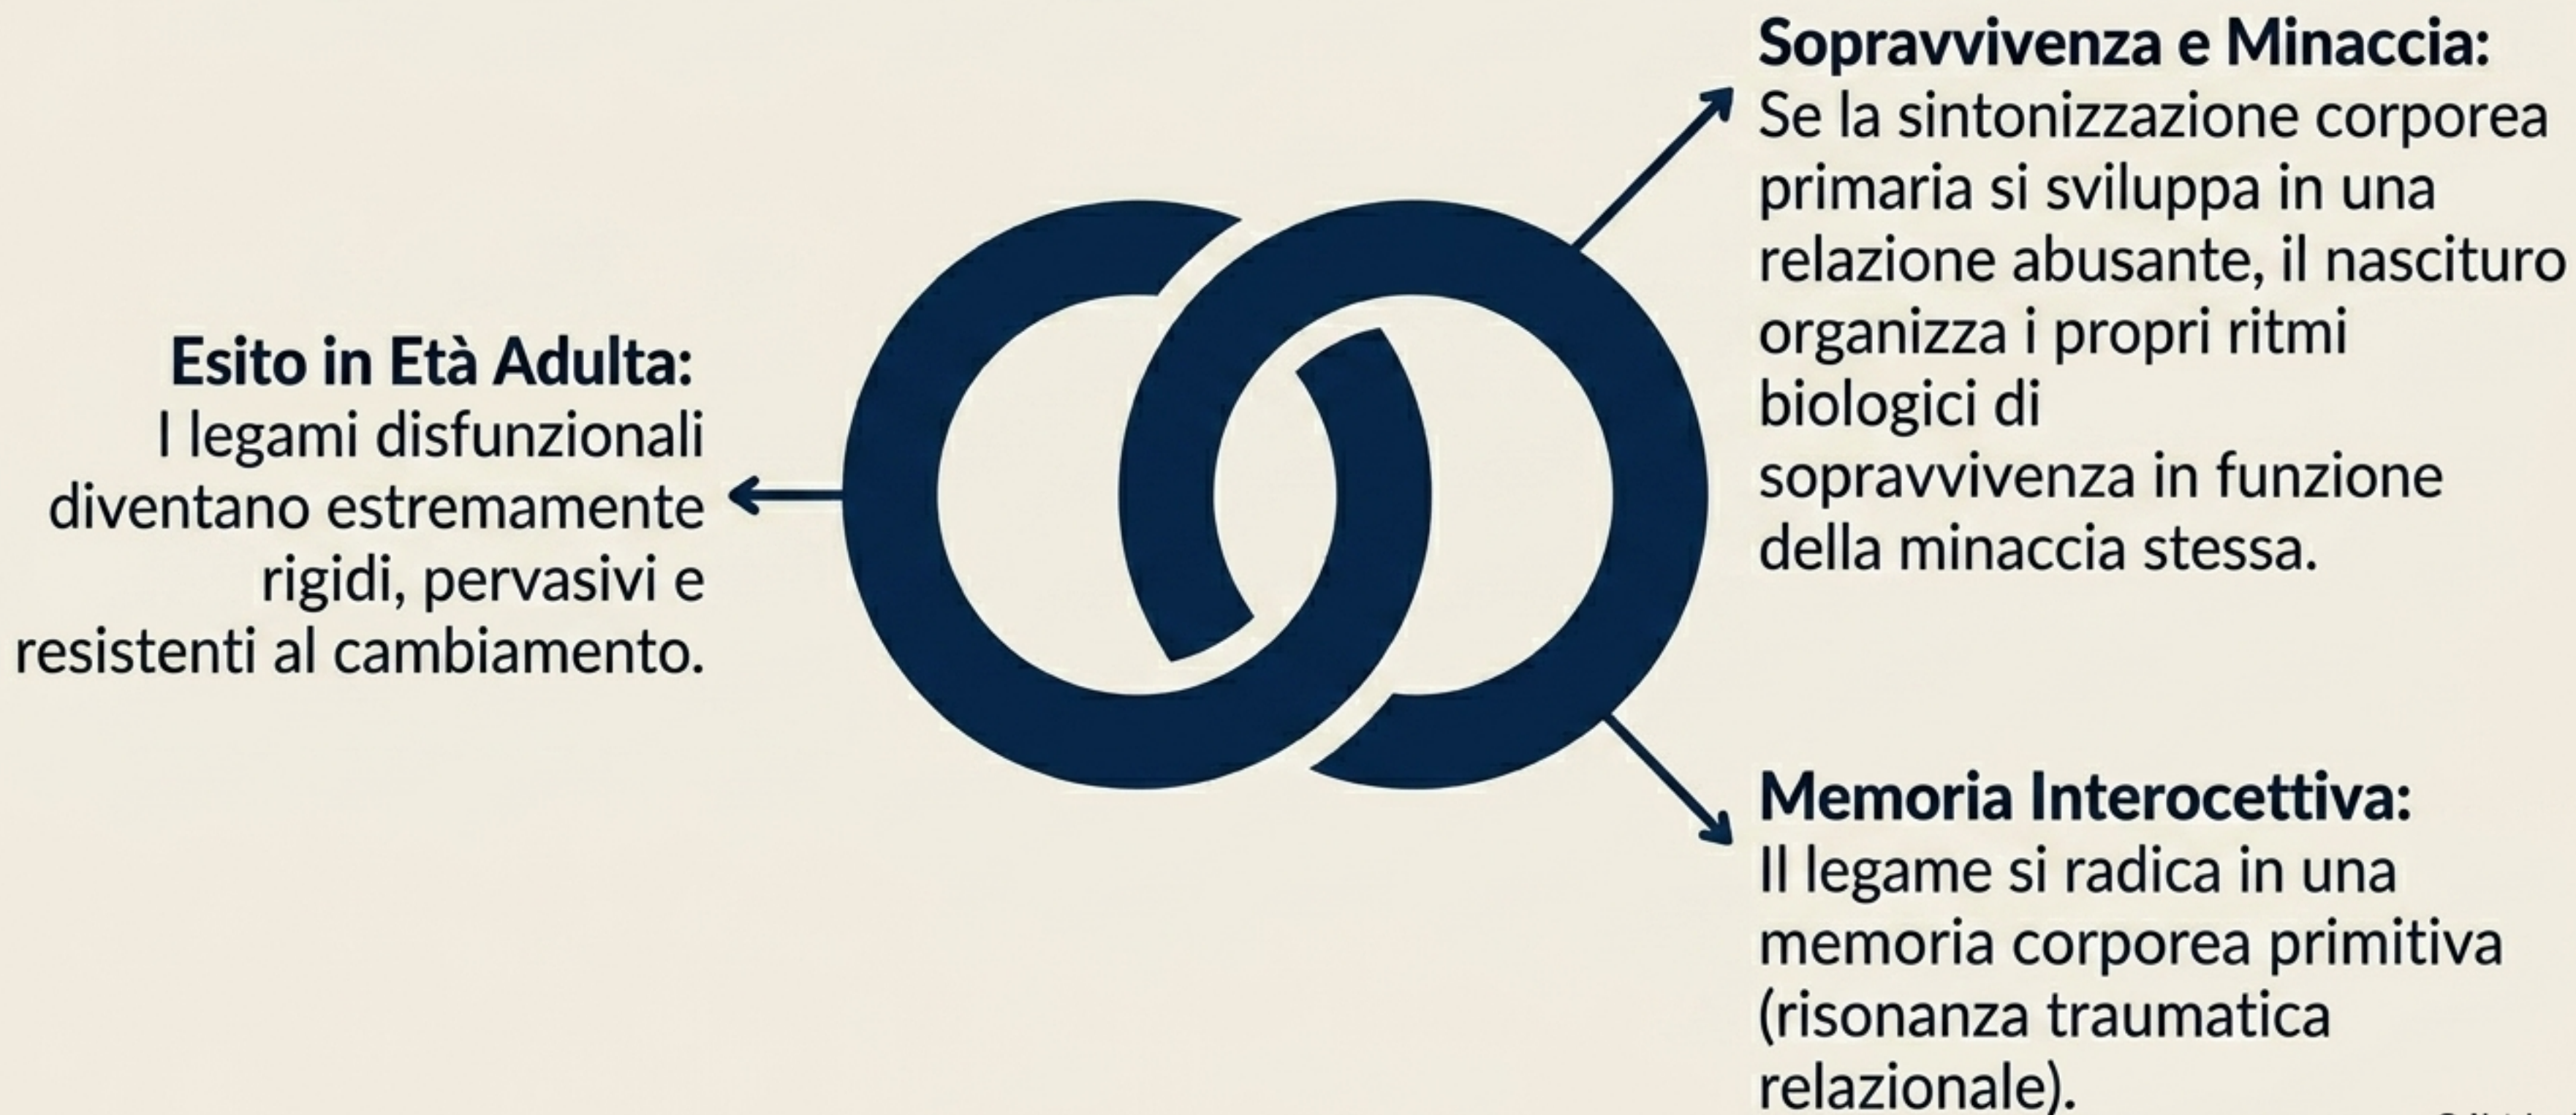 Esito in Età Adulta:
I legami disfunzionali
diventano estremamente
rigidi, pervasivi e
resistenti al cambiamento.
Sopravvivenza e Minaccia:
Se la sintonizzazione corporea
primaria si sviluppa in una
relazione abusante, il nascituro
organizza i propri ritmi
biologici di
sopravvivenza in funzione
della minaccia stessa.
Memoria Interocettiva:
Il legame si radica in una
memoria corporea primitiva
(risonanza traumatica
relazionale).